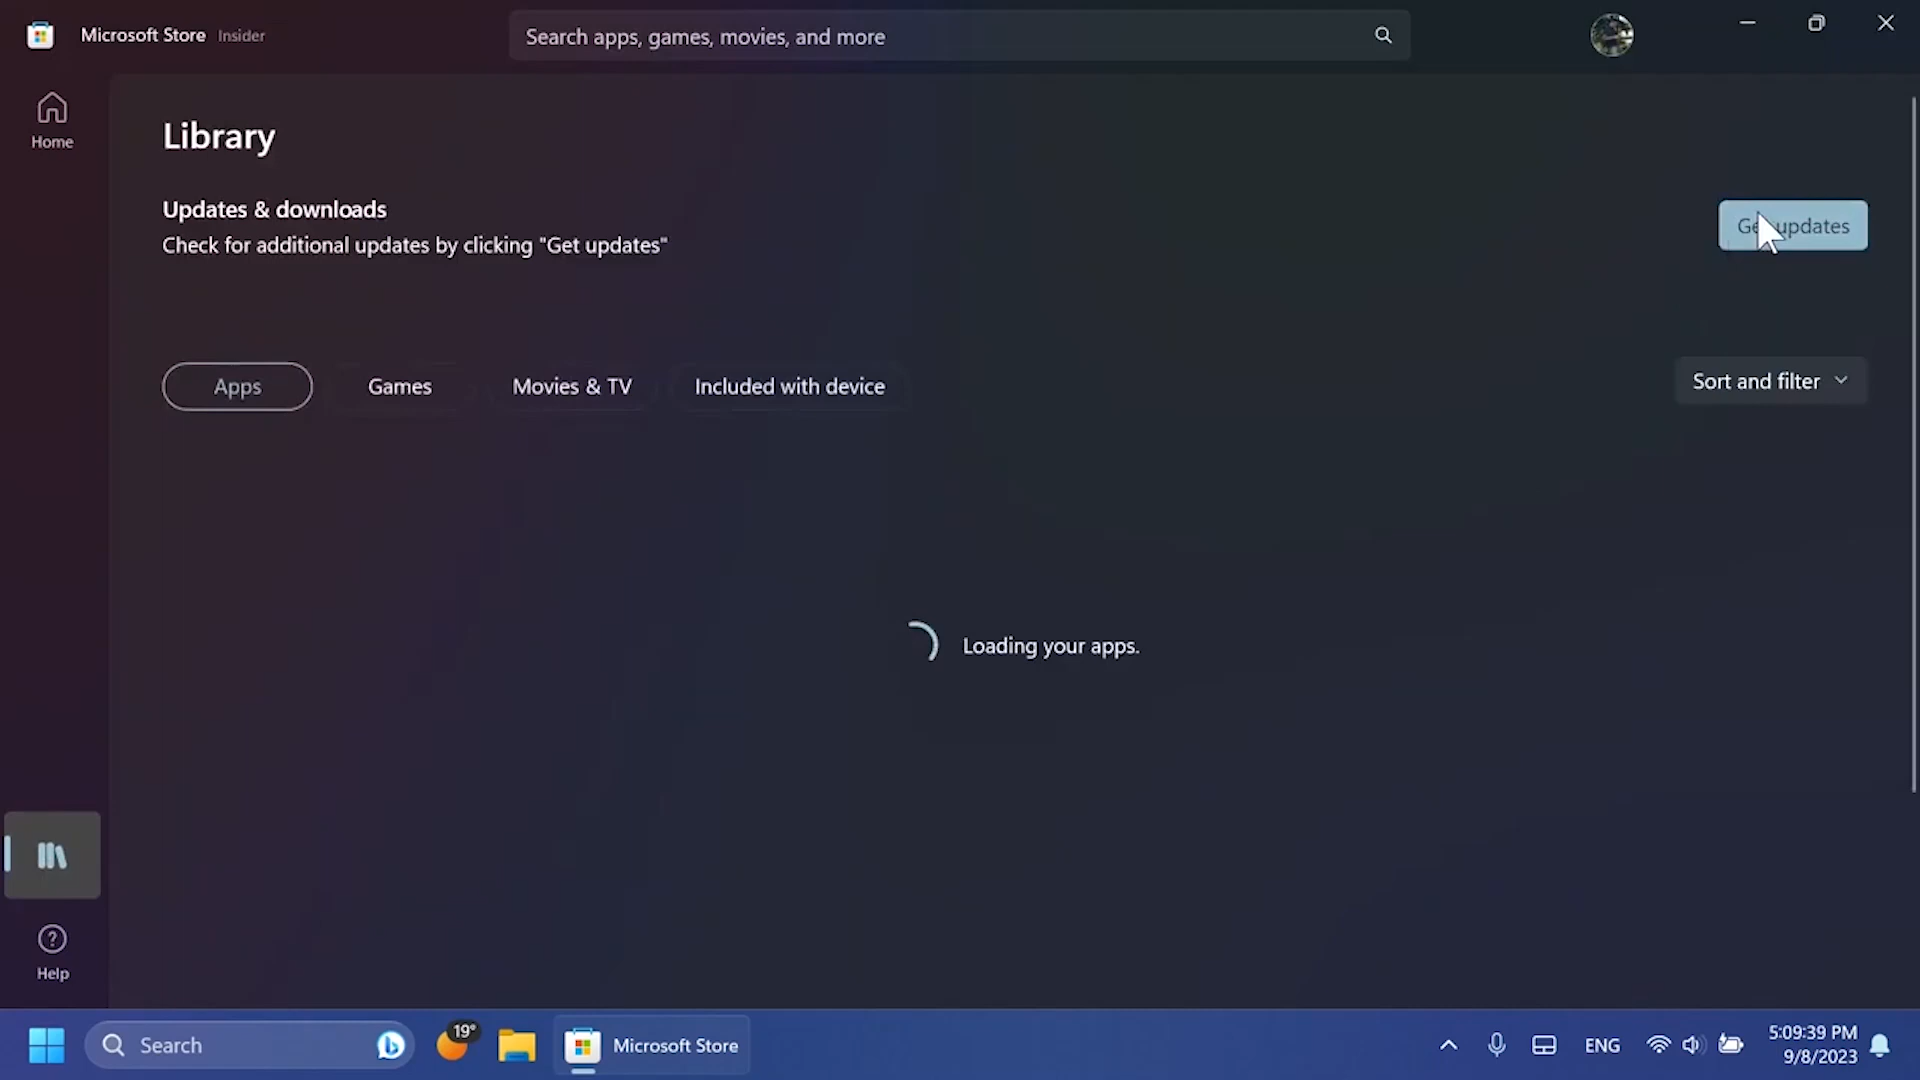 Microsoft Store Insider
Search apps, games, movies, and more
Home
Library
Updates & downloads
Check for additional updates by clicking "Get updates"
Get updates
Apps
Games
Movies & TV
Included with device
Sort and filter
Loading your apps.
Help
Search
19°
Microsoft Store
ENG
5:09:39 PM
9/8/2023